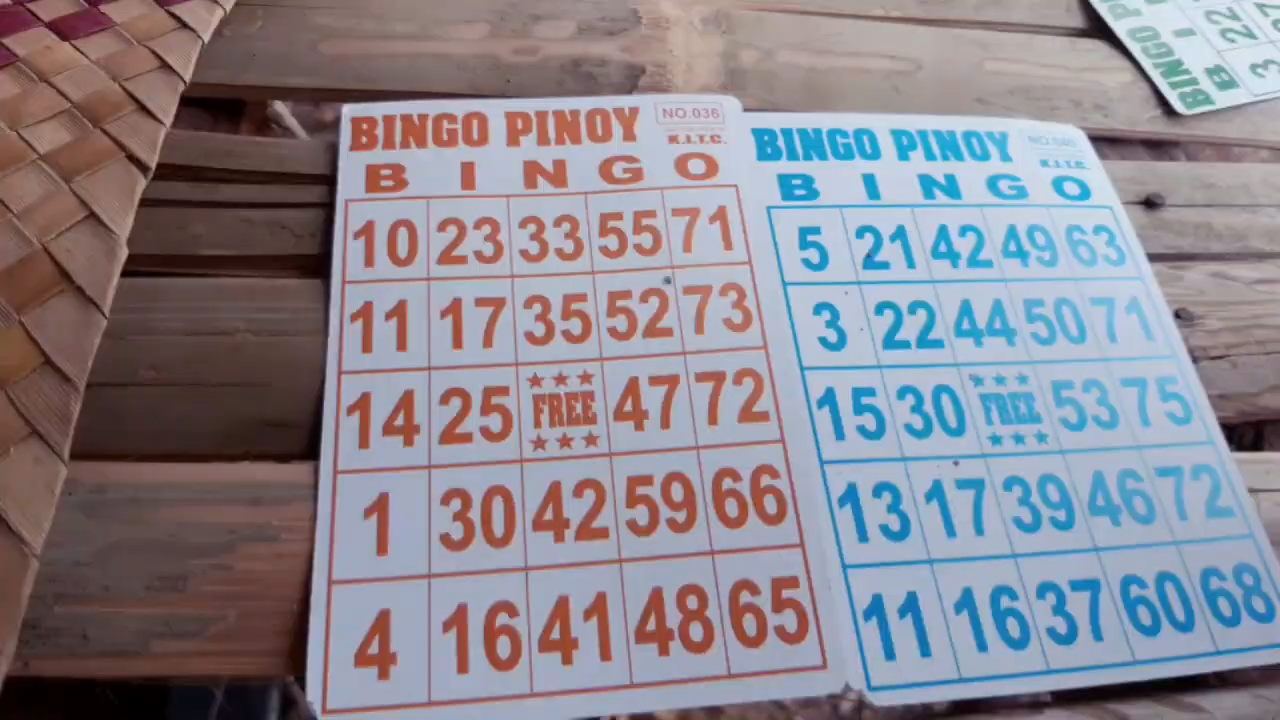 BINGO PINOY
NO.036
K.I.T.C.
B I N G O
10 23 33 55 71
11 17 35 52 73
14 25 FREE 47 72
1 30 42 59 66
4 16 41 48 65
BINGO PINOY
K.I.T.C.
B I N G O
5 21 42 49 63
3 22 44 50 71
15 30 FREE 53 75
13 17 39 46 72
11 16 37 60 68
BINGO P
B I
22
3